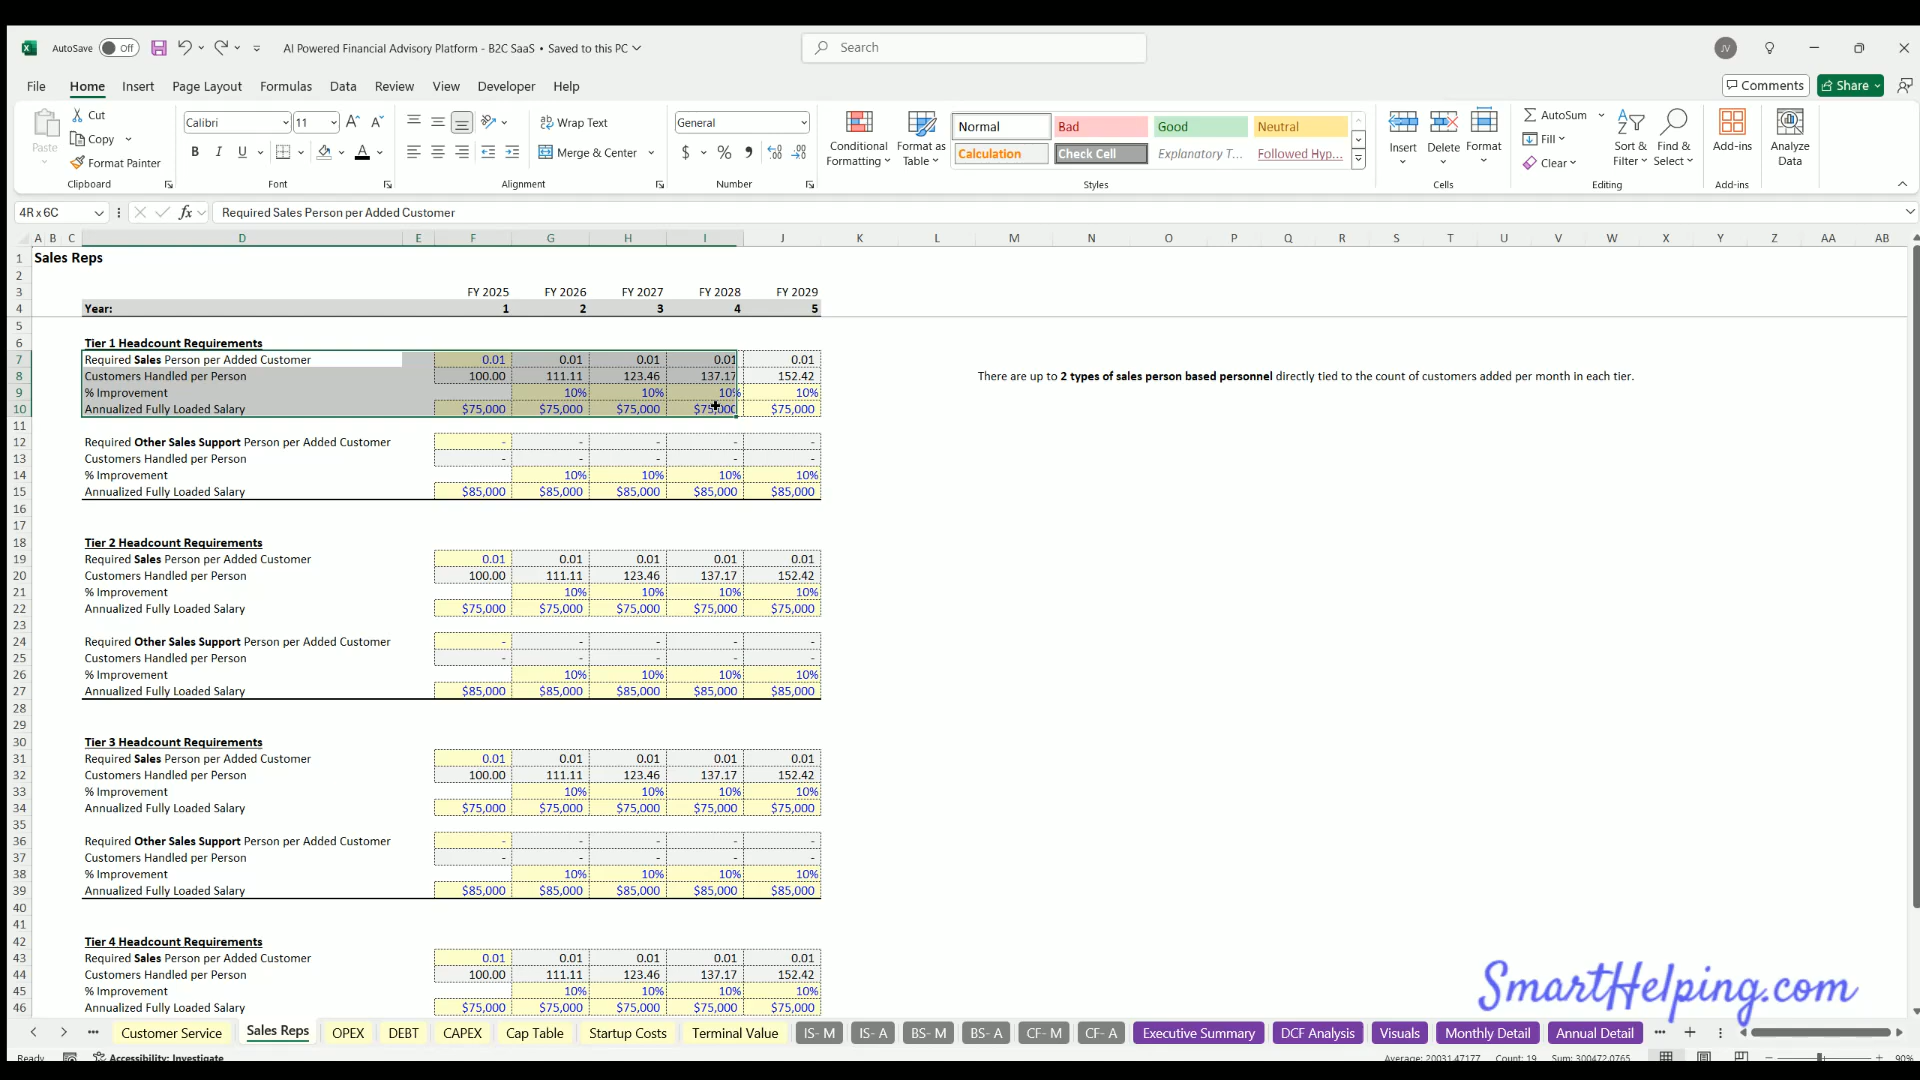 AutoSave Off AI Powered Financial Advisory Platform - B2C SaaS • Saved to this PC Search JV
File Home Insert Page Layout Formulas Data Review View Developer Help Comments Share
Paste Cut Copy Format Painter Clipboard
Calibri 11 B I U A Font
Wrap Text Merge & Center Alignment
General $ % Number
Conditional Formatting Format as Table
Normal Bad Good Neutral
Calculation Check Cell Explanatory T... Followed Hyp...
Styles
Insert Delete Format Cells
AutoSum Fill Clear Sort & Filter Find & Select Editing
Add-ins Add-ins
Analyze Data
4R x 6C fx Required Sales Person per Added Customer
A B C D E F G H I J K L M N O P Q R S T U V W X Y Z AA AB
1 Sales Reps
2
3 FY 2025 FY 2026 FY 2027 FY 2028 FY 2029
4 Year: 1 2 3 4 5
5
6 Tier 1 Headcount Requirements
7 Required Sales Person per Added Customer 0.01 0.01 0.01 0.01 0.01
8 Customers Handled per Person 100.00 111.11 123.46 137.17 152.42 There are up to 2 types of sales person based personnel directly tied to the count of customers added per month in each tier.
9 % Improvement 10% 10% 10% 10%
10 Annualized Fully Loaded Salary $75,000 $75,000 $75,000 $75,000 $75,000
11
12 Required Other Sales Support Person per Added Customer - - - - -
13 Customers Handled per Person - - - - -
14 % Improvement 10% 10% 10% 10%
15 Annualized Fully Loaded Salary $85,000 $85,000 $85,000 $85,000 $85,000
16
17
18 Tier 2 Headcount Requirements
19 Required Sales Person per Added Customer 0.01 0.01 0.01 0.01 0.01
20 Customers Handled per Person 100.00 111.11 123.46 137.17 152.42
21 % Improvement 10% 10% 10% 10%
22 Annualized Fully Loaded Salary $75,000 $75,000 $75,000 $75,000 $75,000
23
24 Required Other Sales Support Person per Added Customer - - - - -
25 Customers Handled per Person - - - - -
26 % Improvement 10% 10% 10% 10%
27 Annualized Fully Loaded Salary $85,000 $85,000 $85,000 $85,000 $85,000
28
29
30 Tier 3 Headcount Requirements
31 Required Sales Person per Added Customer 0.01 0.01 0.01 0.01 0.01
32 Customers Handled per Person 100.00 111.11 123.46 137.17 152.42
33 % Improvement 10% 10% 10% 10%
34 Annualized Fully Loaded Salary $75,000 $75,000 $75,000 $75,000 $75,000
35
36 Required Other Sales Support Person per Added Customer - - - - -
37 Customers Handled per Person - - - - -
38 % Improvement 10% 10% 10% 10%
39 Annualized Fully Loaded Salary $85,000 $85,000 $85,000 $85,000 $85,000
40
41
42 Tier 4 Headcount Requirements
43 Required Sales Person per Added Customer 0.01 0.01 0.01 0.01 0.01
44 Customers Handled per Person 100.00 111.11 123.46 137.17 152.42
45 % Improvement 10% 10% 10% 10%
46 Annualized Fully Loaded Salary $75,000 $75,000 $75,000 $75,000 $75,000
SmartHelping.com
Customer Service Sales Reps OPEX DEBT CAPEX Cap Table Startup Costs Terminal Value IS- M IS- A BS- M BS- A CF- M CF- A Executive Summary DCF Analysis Visuals Monthly Detail Annual Detail
Ready Accessibility: Investigate Average: 20031.47177 Count: 19 Sum: 300472.0765 90%